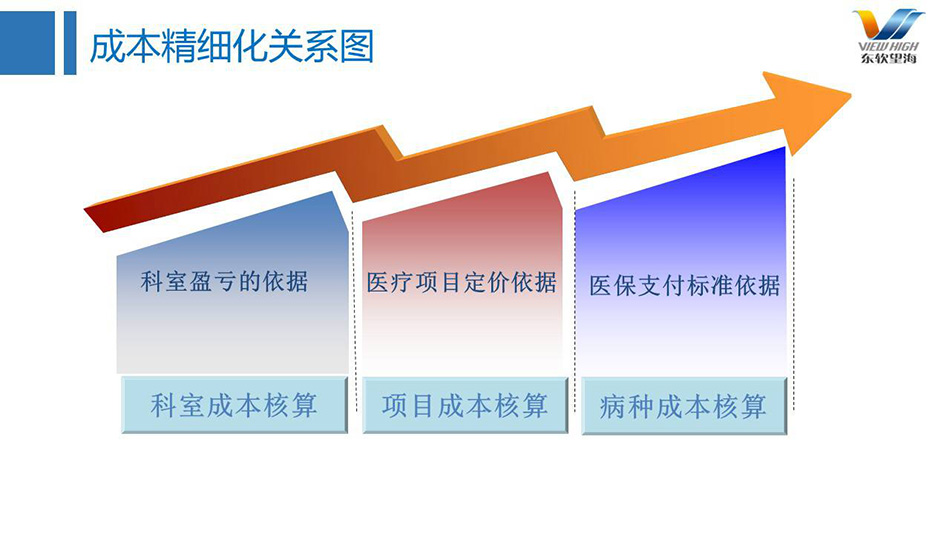 成本精细化关系图
VIEW HIGH
东软望海
科室盈亏的依据
医疗项目定价依据
医保支付标准依据
科室成本核算
项目成本核算
病种成本核算